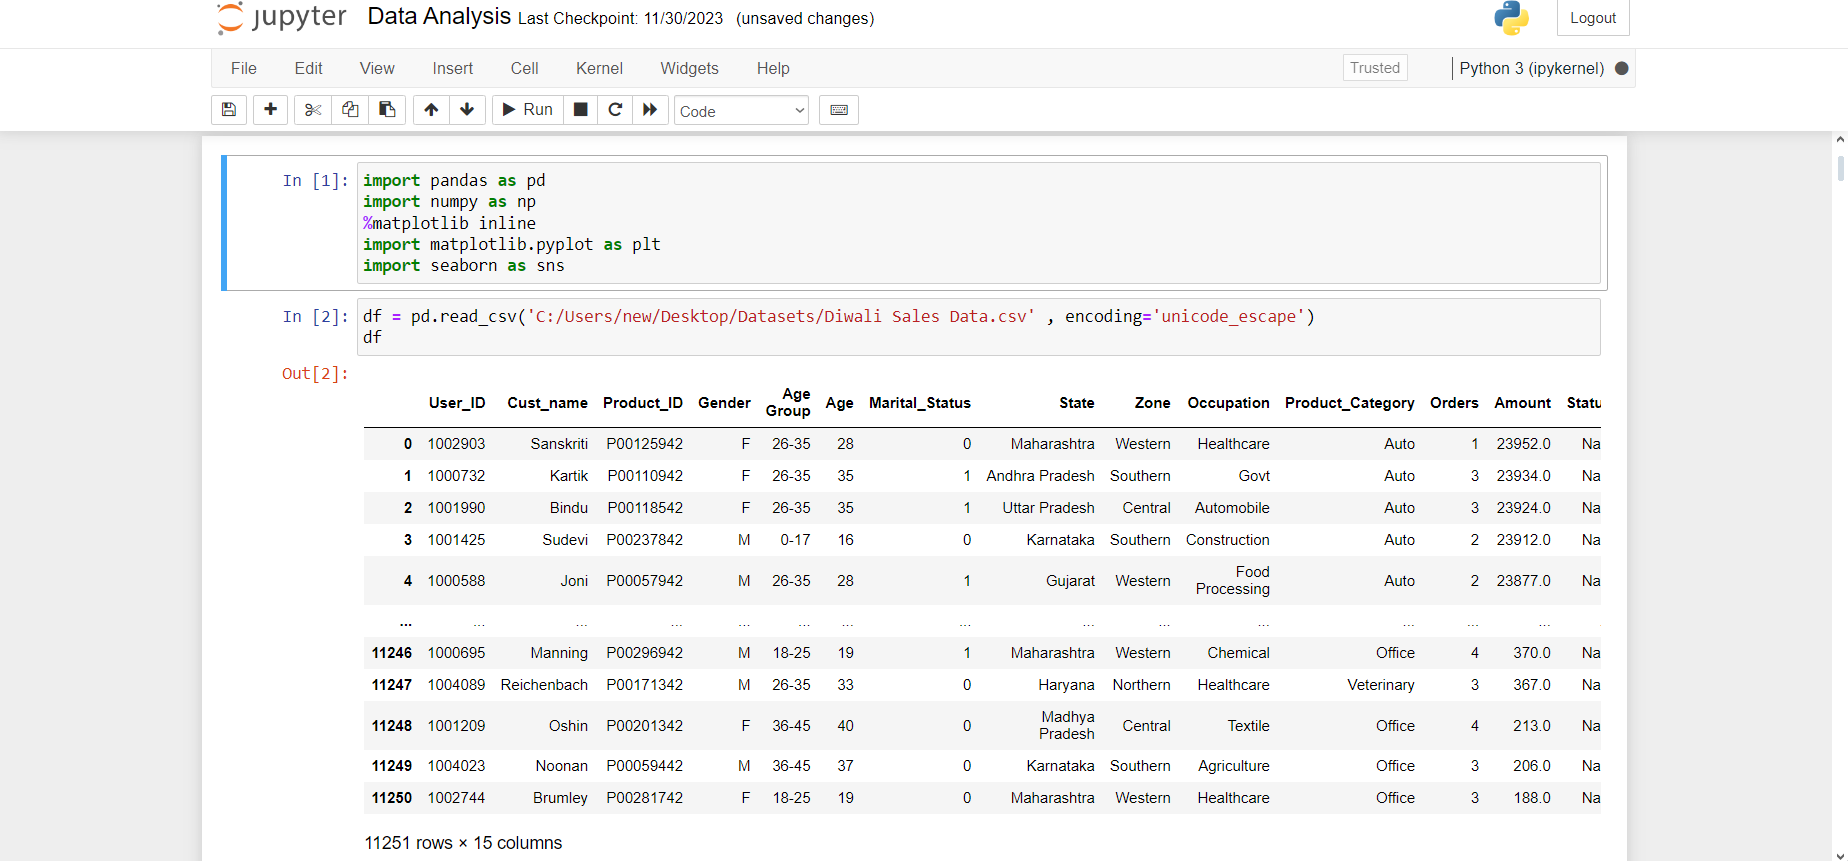 jupyter Data Analysis Last Checkpoint: 11/30/2023 (unsaved changes) Logout
File Edit View Insert Cell Kernel Widgets Help Trusted Python 3 (ipykernel)
Run Code
In [1]: import pandas as pd
import numpy as np
%matplotlib inline
import matplotlib.pyplot as plt
import seaborn as sns
In [2]: df = pd.read_csv('C:/Users/new/Desktop/Datasets/Diwali Sales Data.csv' , encoding='unicode_escape')
df
Out[2]:
User_ID Cust_name Product_ID Gender Age Group Age Marital_Status State Zone Occupation Product_Category Orders Amount Statu
0 1002903 Sanskriti P00125942 F 26-35 28 0 Maharashtra Western Healthcare Auto 1 23952.0 Na
1 1000732 Kartik P00110942 F 26-35 35 1 Andhra Pradesh Southern Govt Auto 3 23934.0 Na
2 1001990 Bindu P00118542 F 26-35 35 1 Uttar Pradesh Central Automobile Auto 3 23924.0 Na
3 1001425 Sudevi P00237842 M 0-17 16 0 Karnataka Southern Construction Auto 2 23912.0 Na
4 1000588 Joni P00057942 M 26-35 28 1 Gujarat Western Food Processing Auto 2 23877.0 Na
... ... ... ... ... ... ... ... ... ... ... ... ... ...
11246 1000695 Manning P00296942 M 18-25 19 1 Maharashtra Western Chemical Office 4 370.0 Na
11247 1004089 Reichenbach P00171342 M 26-35 33 0 Haryana Northern Healthcare Veterinary 3 367.0 Na
11248 1001209 Oshin P00201342 F 36-45 40 0 Madhya Pradesh Central Textile Office 4 213.0 Na
11249 1004023 Noonan P00059442 M 36-45 37 0 Karnataka Southern Agriculture Office 3 206.0 Na
11250 1002744 Brumley P00281742 F 18-25 19 0 Maharashtra Western Healthcare Office 3 188.0 Na
11251 rows × 15 columns